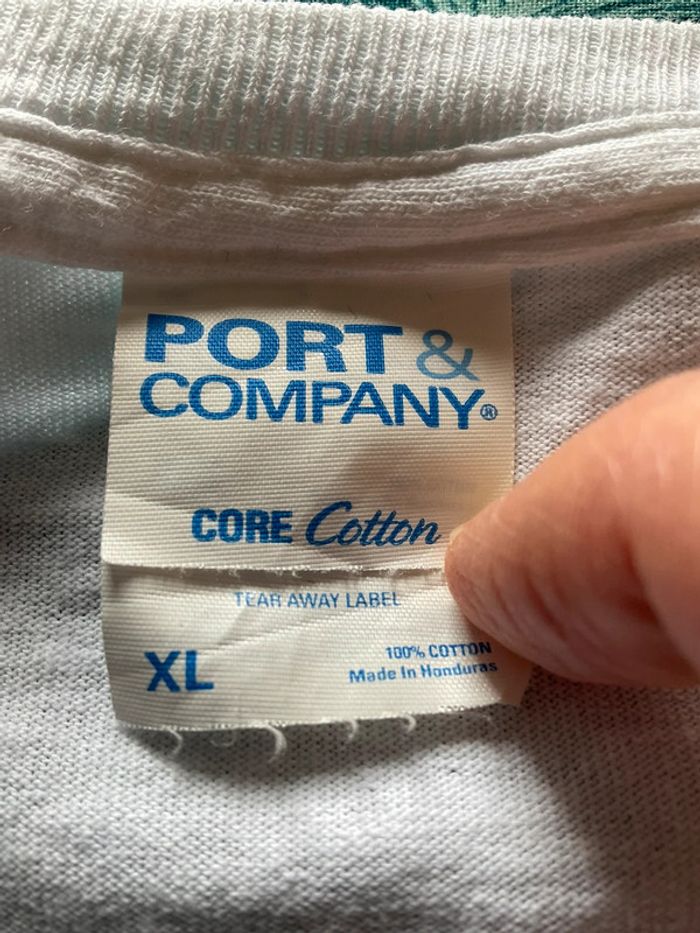 PORT &
COMPANY®
CORE Cotton
TEAR AWAY LABEL
XL
100% COTTON
Made In Honduras